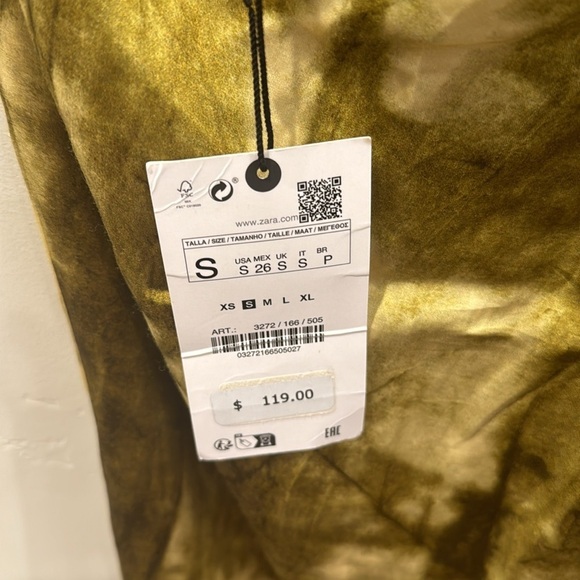 www.zara.com
TALLA / SIZE / TAMANHO / TAILLE / MAAT / ΜΕΓΕΘΟΣ
S
USA MEX UK IT BR
S 26 S S P
XS S M L XL
ART.: 3272 / 166 / 505
03272166505027
$ 119.00
EAC